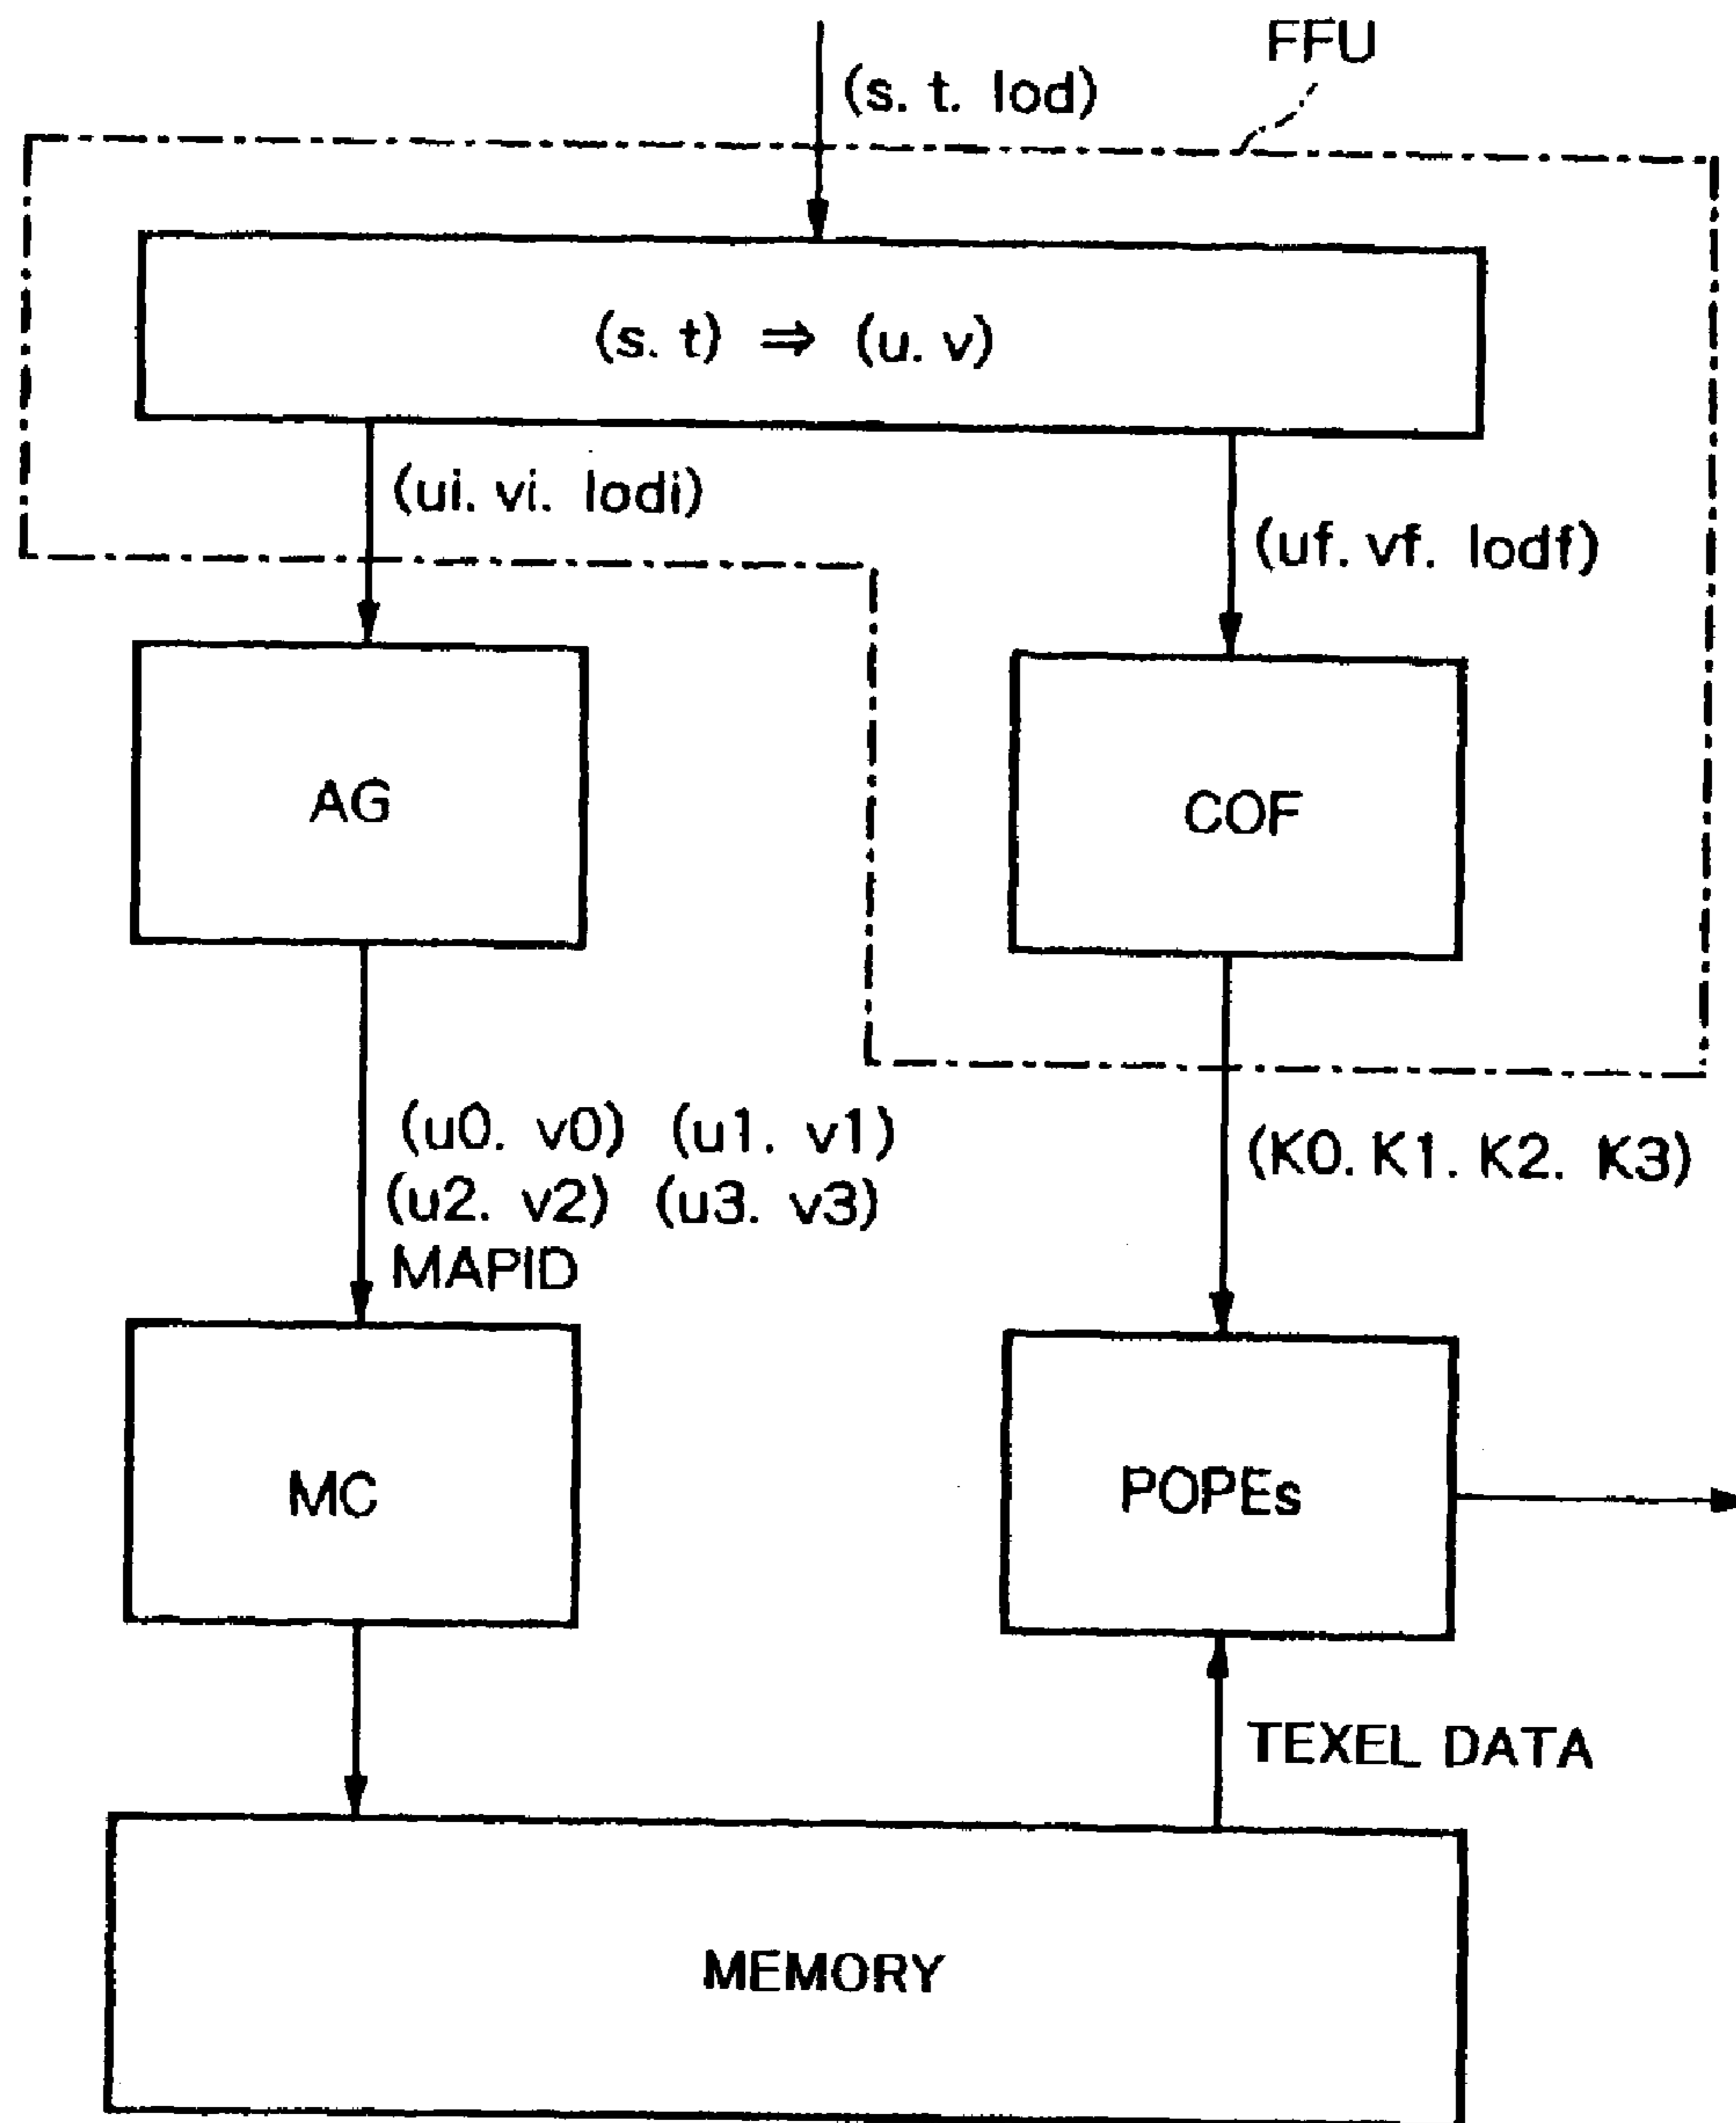 FFU
(s. t. lod)
(s. t) ⇒ (u. v)
(ui. vi. lodi)
(uf. vf. lodf)
AG
COF
(u0. v0) (u1. v1)
(u2. v2) (u3. v3)
MAPID
(K0. K1. K2. K3)
MC
POPEs
TEXEL DATA
MEMORY